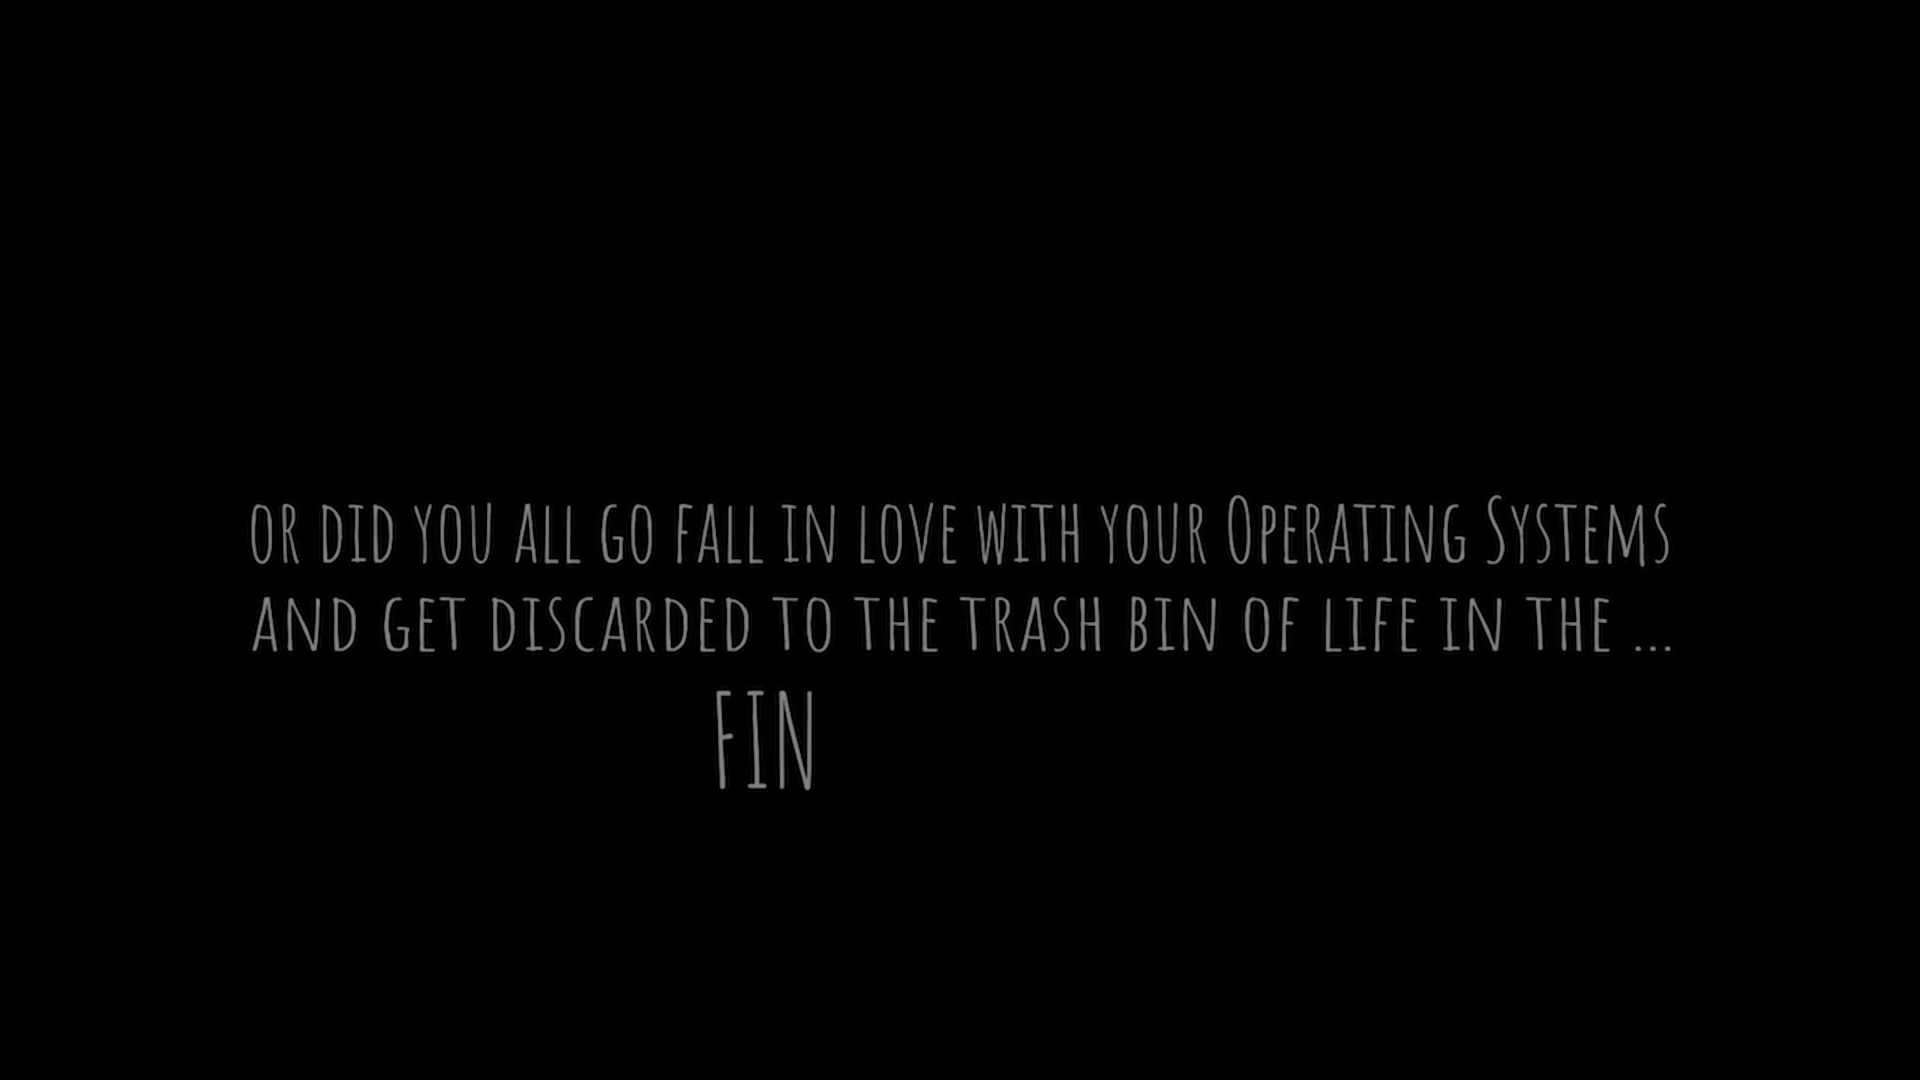 or did you all go fall in love with your Operating Systems
and get discarded to the trash bin of life in the ...
FIN